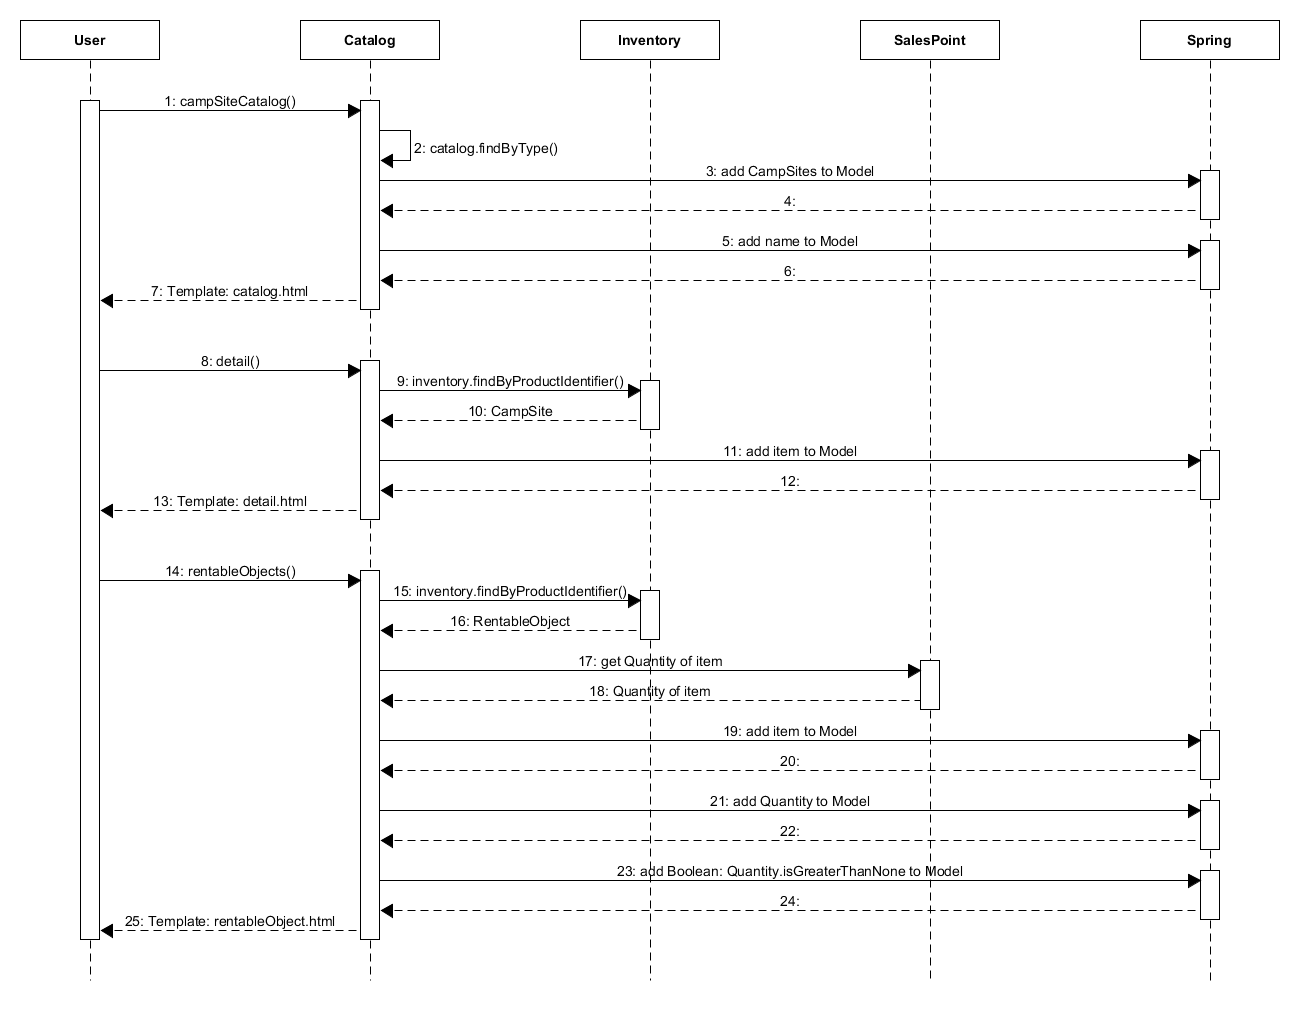 User
Catalog
Inventory
SalesPoint
Spring
1: campSiteCatalog()
2: catalog.findByType()
3: add CampSites to Model
4:
5: add name to Model
6:
7: Template: catalog.html
8: detail()
9: inventory.findByProductIdentifier()
10: CampSite
11: add item to Model
12:
13: Template: detail.html
14: rentableObjects()
15: inventory.findByProductIdentifier()
16: RentableObject
17: get Quantity of item
18: Quantity of item
19: add item to Model
20:
21: add Quantity to Model
22:
23: add Boolean: Quantity.isGreaterThanNone to Model
24:
25: Template: rentableObject.html